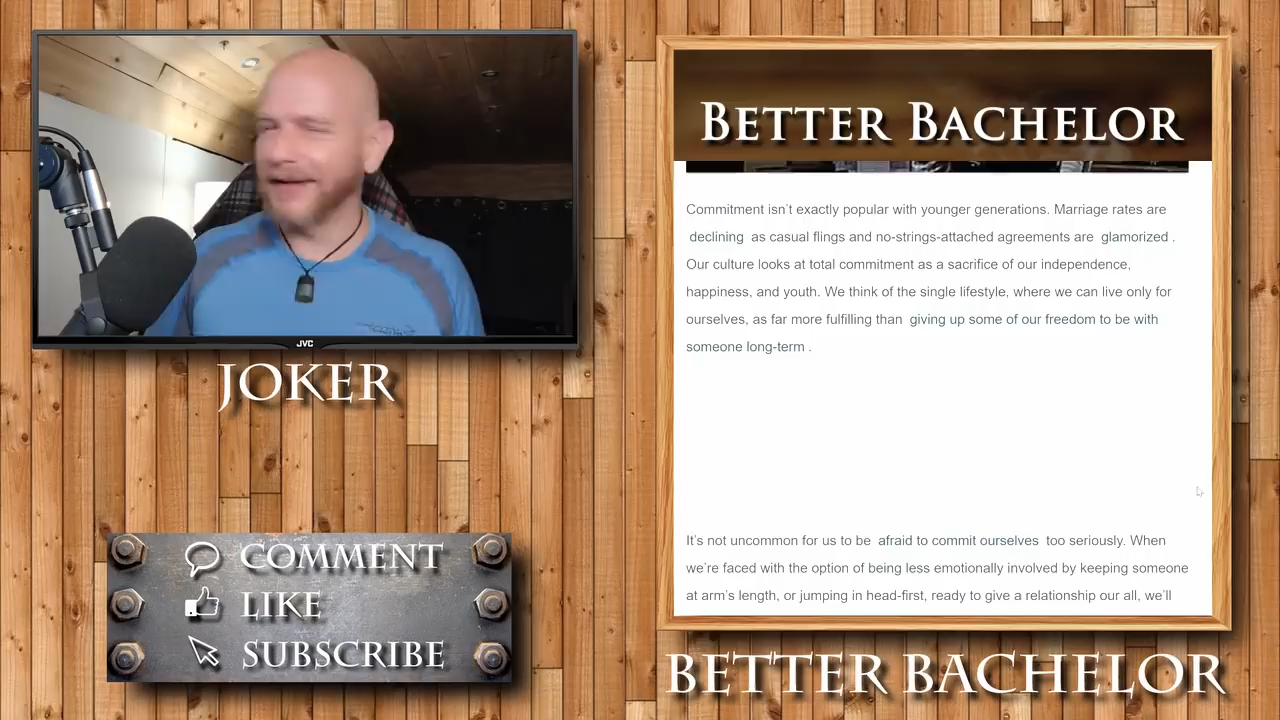 JVC
JOKER
COMMENT
LIKE
SUBSCRIBE
BETTER BACHELOR
Commitment isn't exactly popular with younger generations. Marriage rates are
declining as casual flings and no-strings-attached agreements are glamorized .
Our culture looks at total commitment as a sacrifice of our independence,
happiness, and youth. We think of the single lifestyle, where we can live only for
ourselves, as far more fulfilling than giving up some of our freedom to be with
someone long-term .
It's not uncommon for us to be afraid to commit ourselves too seriously. When
we're faced with the option of being less emotionally involved by keeping someone
at arm's length, or jumping in head-first, ready to give a relationship our all, we'll
BETTER BACHELOR